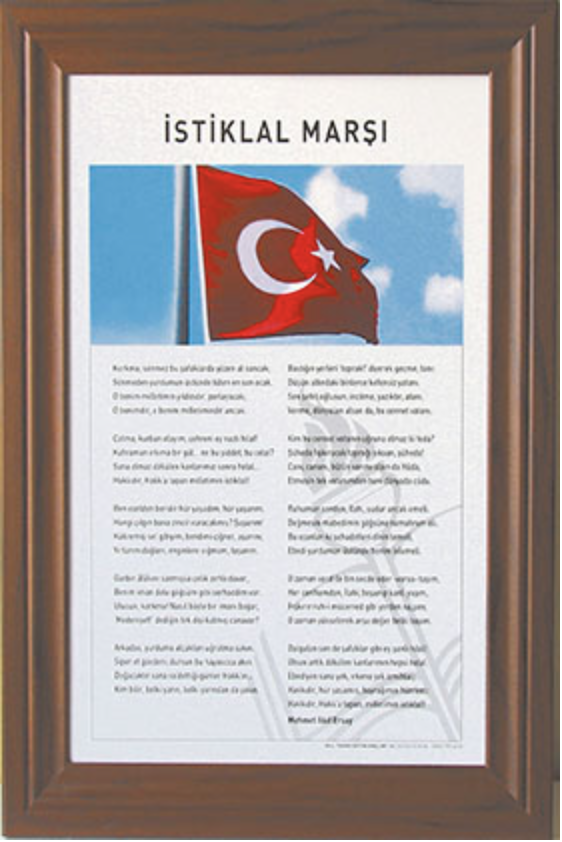 İSTİKLAL MARŞI
Korkma, sönmez bu şafaklarda yüzen al sancak,
Sönmeden yurdumun üstünde tüten en son ocak.
O benim milletimin yıldızıdır, parlayacak,
O benimdir, o benim milletimindir ancak.
Çatma, kurban olayım, çehreni ey nazlı hilal!
Kahraman ırkıma bir gül... ne bu şiddet, bu celal?
Sana olmaz dökülen kanlarımız sonra helal..
Hakkıdır, Hakk'a tapan milletimin istiklal!
Ben ezelden beridir hür yaşadım, hür yaşarım.
Hangi çılgın bana zincir vuracakmış? Şaşarım!
Kükremiş sel gibiyim, bendimi çiğner, aşarım,
Yırtarım dağları, enginlere sığmam, taşarım.
Garbın afakını sarmışsa çelik zırhlı duvar,
Benim iman dolu göğsüm gibi serhaddim var.
Ulusun, korkma! Nasıl böyle bir imanı boğar,
"Medeniyet!" dediğin tek dişi kalmış canavar?
Arkadaş, yurduma alçakları uğratma sakın,
Siper et gövdeni, dursun bu hayasızca akın.
Doğacaktır sana va'dettiği günler Hakk'ın,
Kim bilir, belki yarın, belki yarından da yakın.
Bastığın yerleri "toprak!" diyerek geçme, tanı:
Düşün altındaki binlerce kefensiz yatanı.
Sen şehit oğlusun, incitme, yazıktır, atanı,
Verme, dünyaları alsan da, bu cennet vatanı.
Kim bu cennet vatanın uğruna olmaz ki feda?
Şüheda fışkıracak toprağı sıksan, şüheda!
Canı, cananı, bütün varımı alsın da Hüda,
Etmesin tek vatanımdan beni dünyada cüda.
Ruhumun senden, İlahi, şudur ancak emeli:
Değmesin mabedimin göğsüne namahrem eli.
Bu ezanlar ki şehadetleri dinin temeli,
Ebedi yurdumun üstünde benim inlemeli.
O zaman vecd ile bin secde eder -varsa- taşım,
Her cerihamdan, İlahi, boşanıp kanlı yaşım,
Fışkırır ruh-i mücerred gibi yerden na'şım,
O zaman yükselerek arşa değer belki başım.
Dalgalan sen de şafaklar gibi ey şanlı hilal!
Olsun artık dökülen kanlarımın hepsi helal.
Ebediyen sana yok, ırkıma yok izmihlal:
Hakkıdır, hür yaşamış, bayrağımın hürriyet,
Hakkıdır, Hakk'a tapan, milletimin istiklal!
Mehmet Akif Ersoy